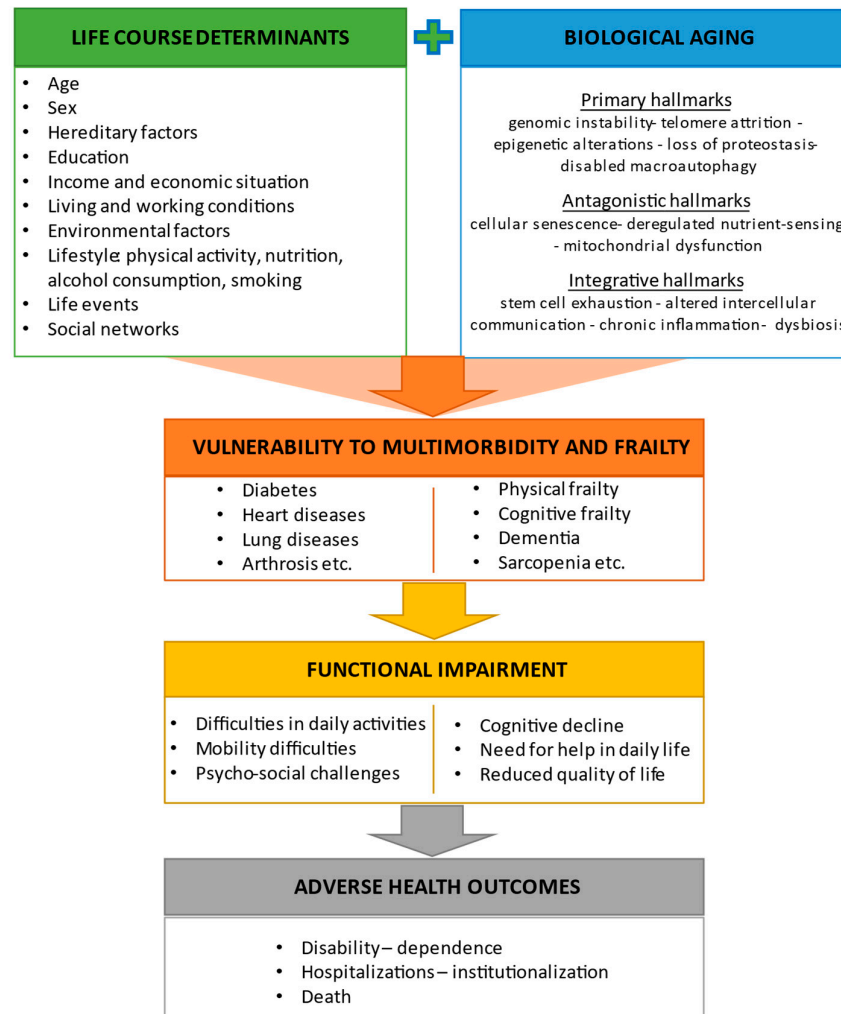 LIFE COURSE DETERMINANTS
• Age
• Sex
• Hereditary factors
• Education
• Income and economic situation
• Living and working conditions
• Environmental factors
• Lifestyle: physical activity, nutrition,
alcohol consumption, smoking
• Life events
• Social networks
BIOLOGICAL AGING
Primary hallmarks
genomic instability- telomere attrition -
epigenetic alterations - loss of proteostasis-
disabled macroautophagy
Antagonistic hallmarks
cellular senescence- deregulated nutrient-sensing
- mitochondrial dysfunction
Integrative hallmarks
stem cell exhaustion - altered intercellular
communication - chronic inflammation- dysbiosis
VULNERABILITY TO MULTIMORBIDITY AND FRAILTY
• Diabetes
• Heart diseases
• Lung diseases
• Arthrosis etc.
• Physical frailty
• Cognitive frailty
• Dementia
• Sarcopenia etc.
FUNCTIONAL IMPAIRMENT
• Difficulties in daily activities
• Mobility difficulties
• Psycho-social challenges
• Cognitive decline
• Need for help in daily life
• Reduced quality of life
ADVERSE HEALTH OUTCOMES
• Disability – dependence
• Hospitalizations – institutionalization
• Death